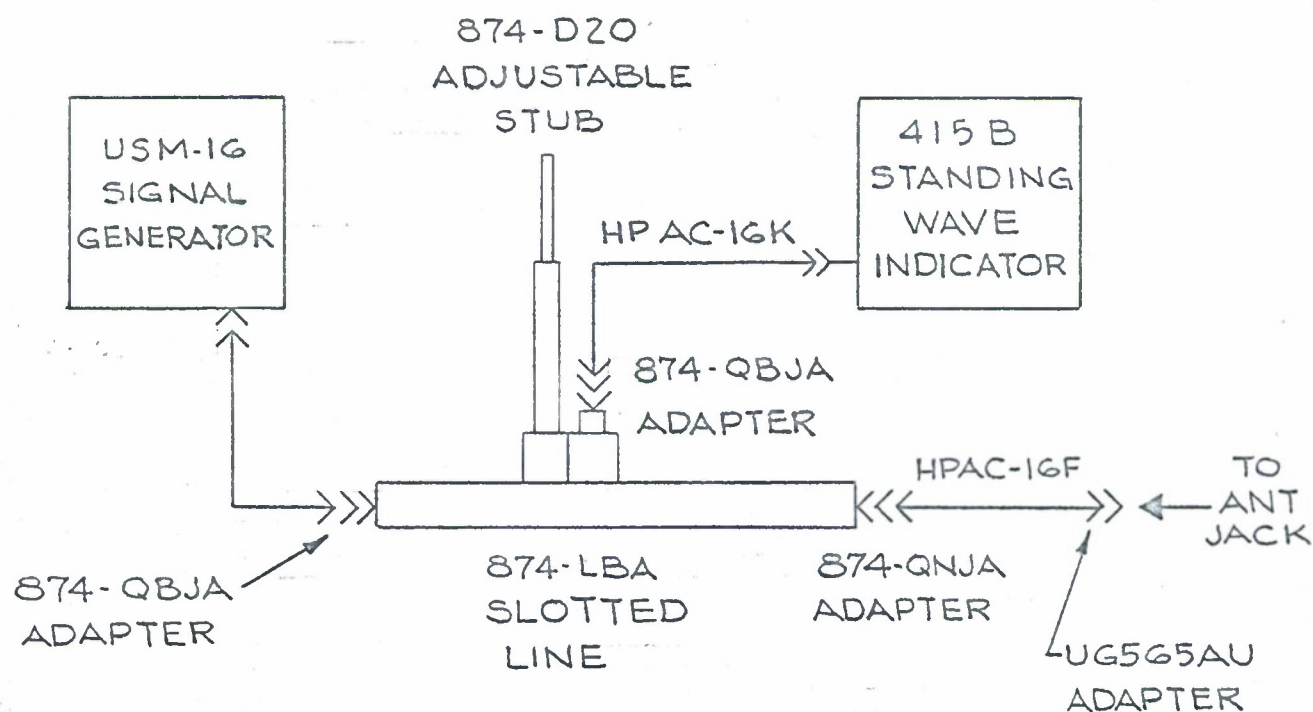 874-D20
ADJUSTABLE
STUB
USM-16
SIGNAL
GENERATOR
415B
STANDING
WAVE
INDICATOR
HP AC-16K
874-QBJA
ADAPTER
HPAC-16F
TO
ANT
JACK
874-QBJA
ADAPTER
874-LBA
SLOTTED
LINE
874-QNJA
ADAPTER
UG565AU
ADAPTER